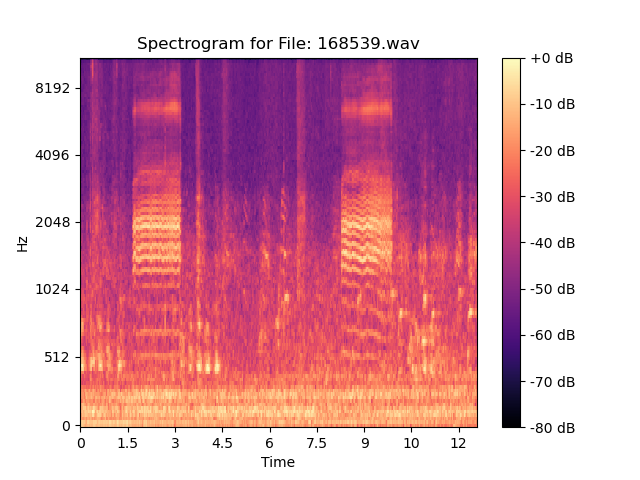 Spectrogram for File: 168539.wav
Hz
8192
4096
2048
1024
512
0
0 1.5 3 4.5 6 7.5 9 10 12
Time
+0 dB
-10 dB
-20 dB
-30 dB
-40 dB
-50 dB
-60 dB
-70 dB
-80 dB